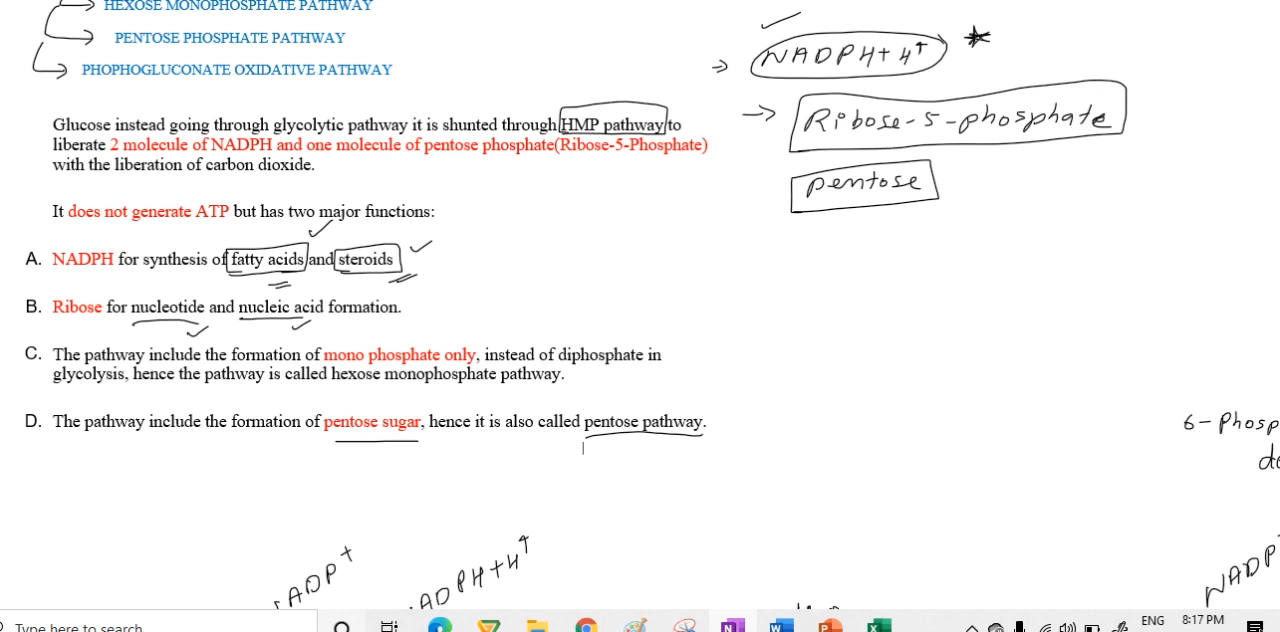 HEXOSE MONOPHOSPHATE PATHWAY
PENTOSE PHOSPHATE PATHWAY
PHOPHOGLUCONATE OXIDATIVE PATHWAY
NADPH+H+
Ribose-5-phosphate
pentose
Glucose instead going through glycolytic pathway it is shunted through HMP pathway to
liberate 2 molecule of NADPH and one molecule of pentose phosphate(Ribose-5-Phosphate)
with the liberation of carbon dioxide.
It does not generate ATP but has two major functions:
A. NADPH for synthesis of fatty acids and steroids
B. Ribose for nucleotide and nucleic acid formation.
C. The pathway include the formation of mono phosphate only, instead of diphosphate in
glycolysis, hence the pathway is called hexose monophosphate pathway.
D. The pathway include the formation of pentose sugar, hence it is also called pentose pathway.
6-Phosp
de
ADP+
ADPH+H+
NADP+
Type here to search
ENG 8:17 PM